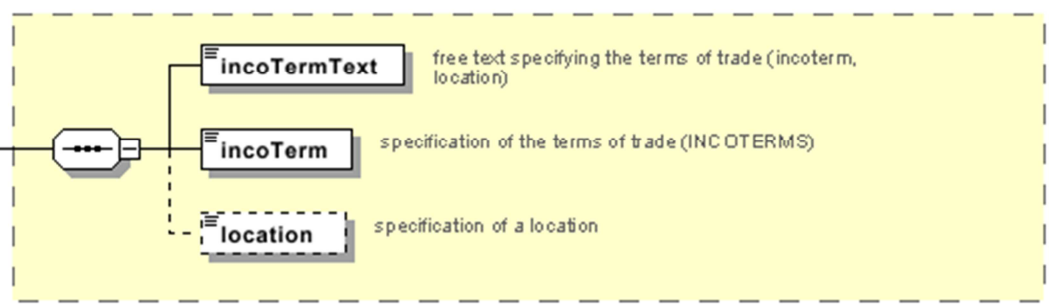 incoTermText
free text specifying the terms of trade (incoterm,
location)
incoTerm
specification of the terms of trade (INCOTERMS)
location
specification of a location